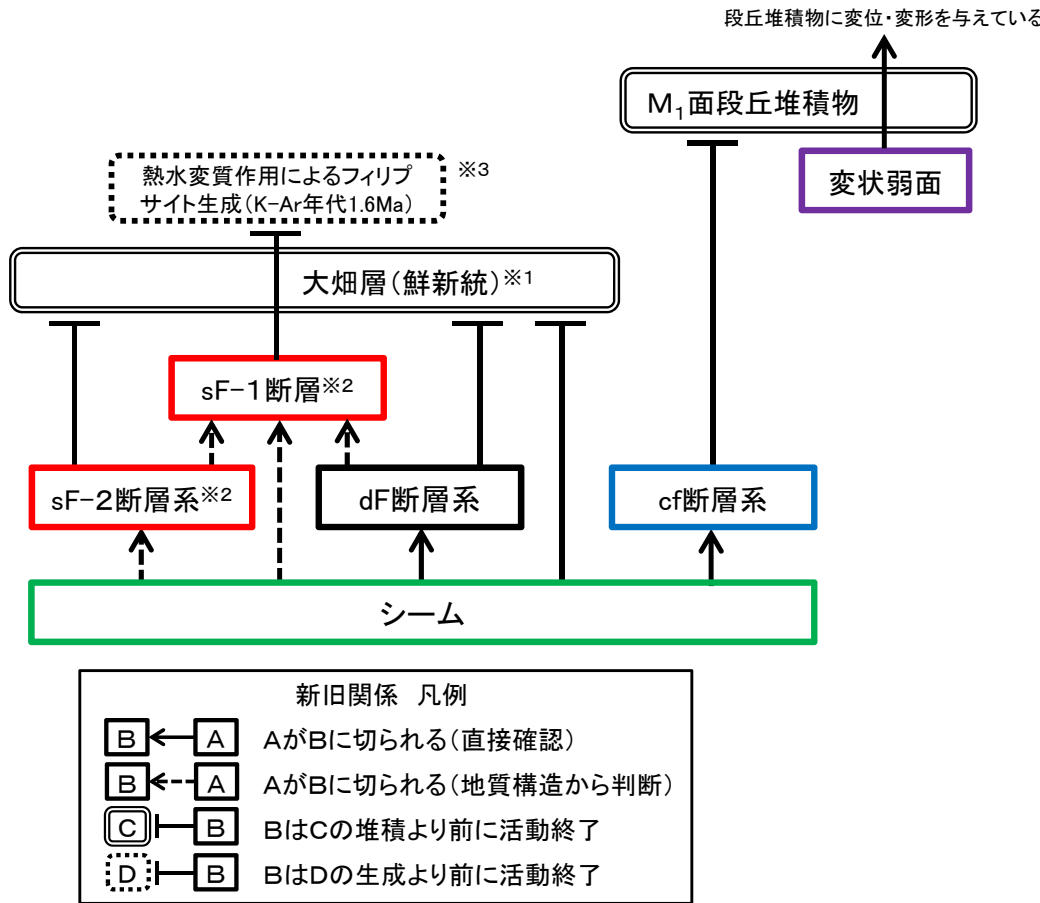 段丘堆積物に変位・変形を与えている
M₁面段丘堆積物
変状弱面
熱水変質作用によるフィリプ
サイト生成(K-Ar年代1.6Ma)
※3
大畑層(鮮新統)※1
sF-1断層※2
sF-2断層系※2
dF断層系
cf断層系
シーム
新旧関係 凡例
B A AがBに切られる(直接確認)
B A AがBに切られる(地質構造から判断)
C B BはCの堆積より前に活動終了
D B BはDの生成より前に活動終了